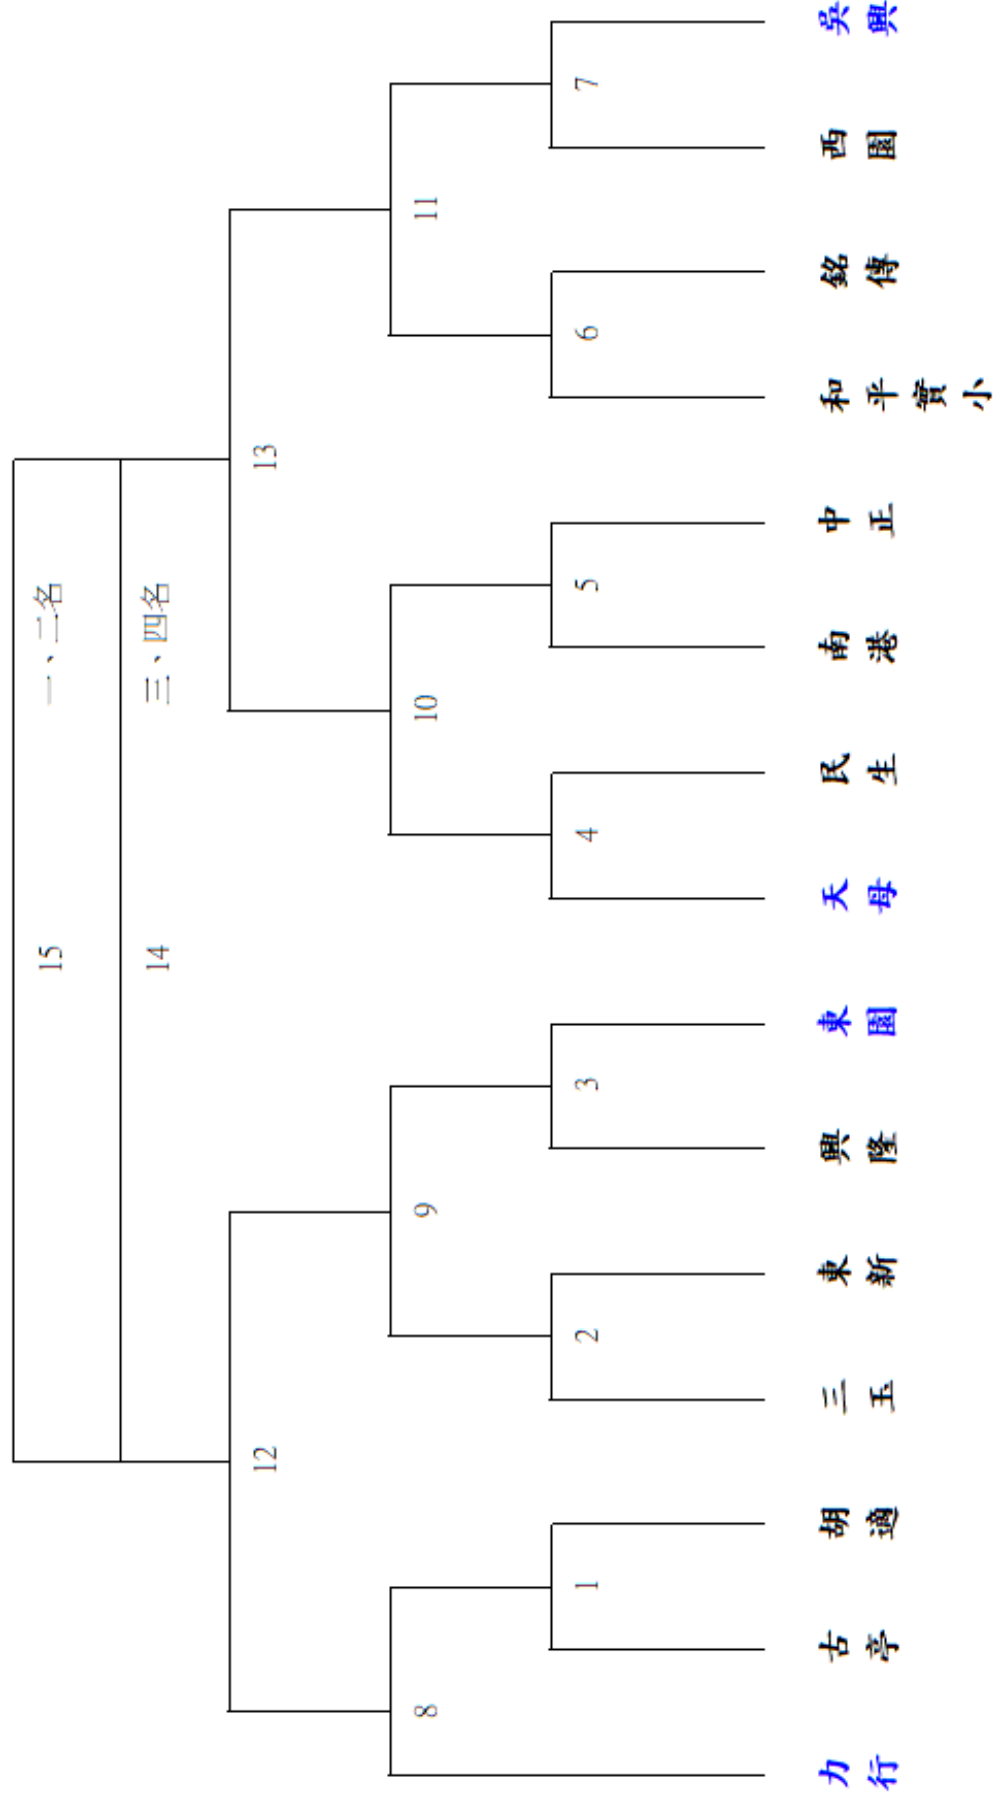 一、二名
15
三、四名
14
12
13
8
9
10
11
1
2
3
4
5
6
7
力行
古亭
胡適
三玉
東新
興隆
東園
天母
民生
南港
中正
和平實小
銘傳
西園
吳興